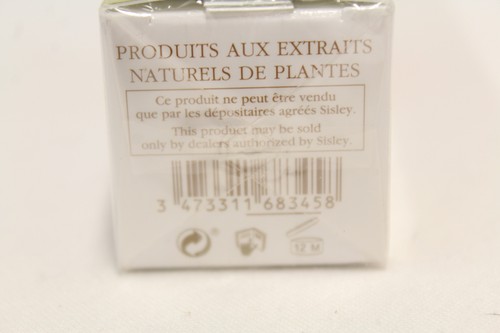 PRODUITS AUX EXTRAITS
NATURELS DE PLANTES
Ce produit ne peut être vendu
que par les dépositaires agréés Sisley.
This product may be sold
only by dealers authorized by Sisley.
3 473311 683458
®
12 M